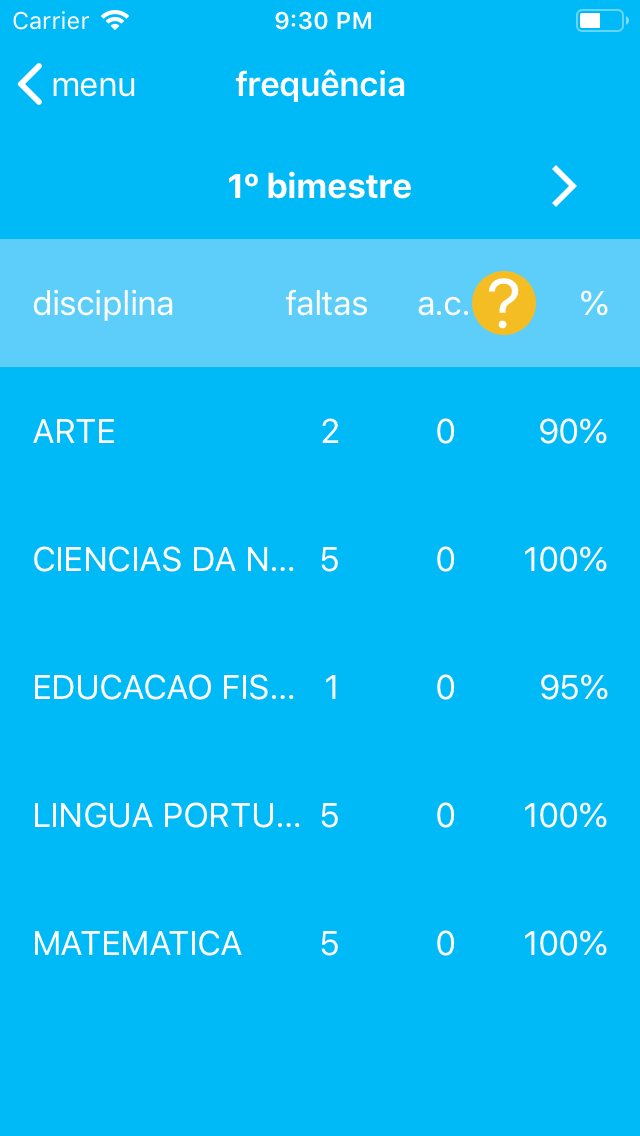 Carrier 9:30 PM
menu frequência
1º bimestre
disciplina faltas a.c. ? %
ARTE 2 0 90%
CIENCIAS DA N... 5 0 100%
EDUCACAO FIS... 1 0 95%
LINGUA PORTU... 5 0 100%
MATEMATICA 5 0 100%